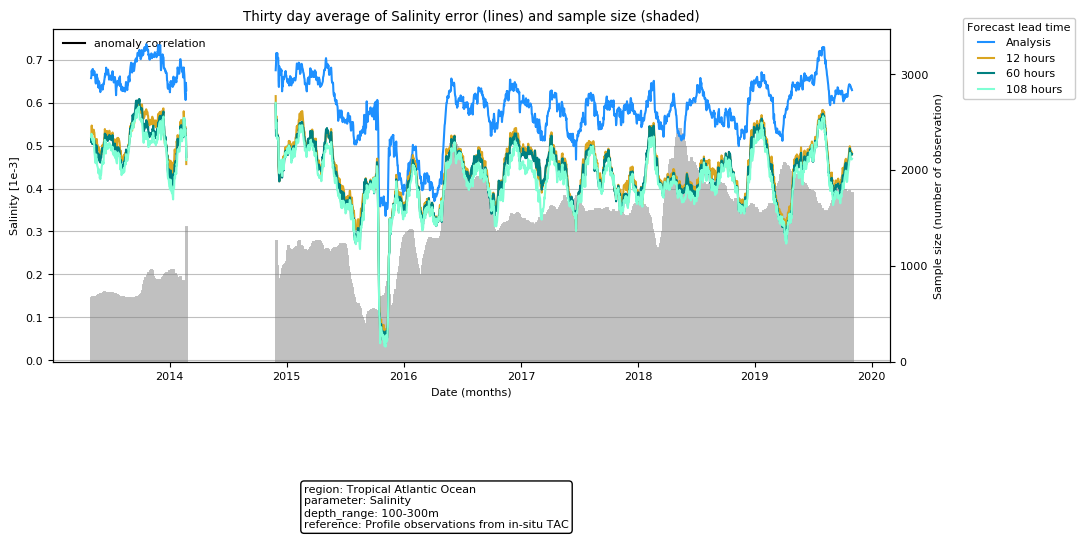 Thirty day average of Salinity error (lines) and sample size (shaded)
Forecast lead time
Analysis
12 hours
60 hours
108 hours
anomaly correlation
0.7
0.6
0.5
0.4
0.3
0.2
0.1
0.0
Salinity [1e-3]
3000
2000
1000
0
Sample size (number of observation)
2014
2015
2016
2017
2018
2019
2020
Date (months)
region: Tropical Atlantic Ocean
parameter: Salinity
depth_range: 100-300m
reference: Profile observations from in-situ TAC